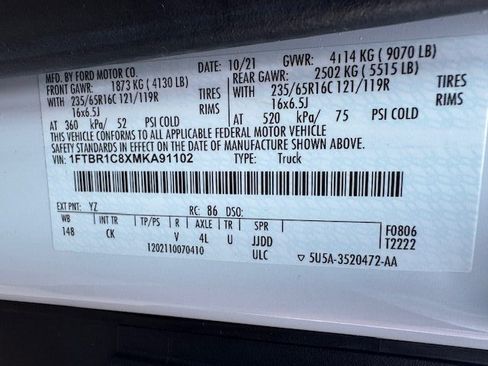 MFD. BY FORD MOTOR CO. DATE: 10/21 GVWR: 4114 KG ( 9070 LB)
FRONT GAWR: 1873 KG ( 4130 LB) REAR GAWR: 2502 KG ( 5515 LB)
WITH 235/65R16C 121/119R TIRES WITH 235/65R16C 121/119R TIRES
16x6.5J RIMS 16x6.5J RIMS
AT 360 kPa/ 52 PSI COLD AT 520 kPa/ 75 PSI COLD
THIS VEHICLE CONFORMS TO ALL APPLICABLE FEDERAL MOTOR VEHICLE
SAFETY STANDARDS IN EFFECT ON THE DATE OF MANUFACTURE SHOWN ABOVE.
VIN: 1FTBR1C8XMKA91102 TYPE: Truck
EXT PNT: YZ RC: 86 DSO:
WB INT TR TP/PS R AXLE TR SPR F0806
148 CK V 4L U JJDD T2222
1202110070410 ULC ▽ 5U5A-3520472-AA